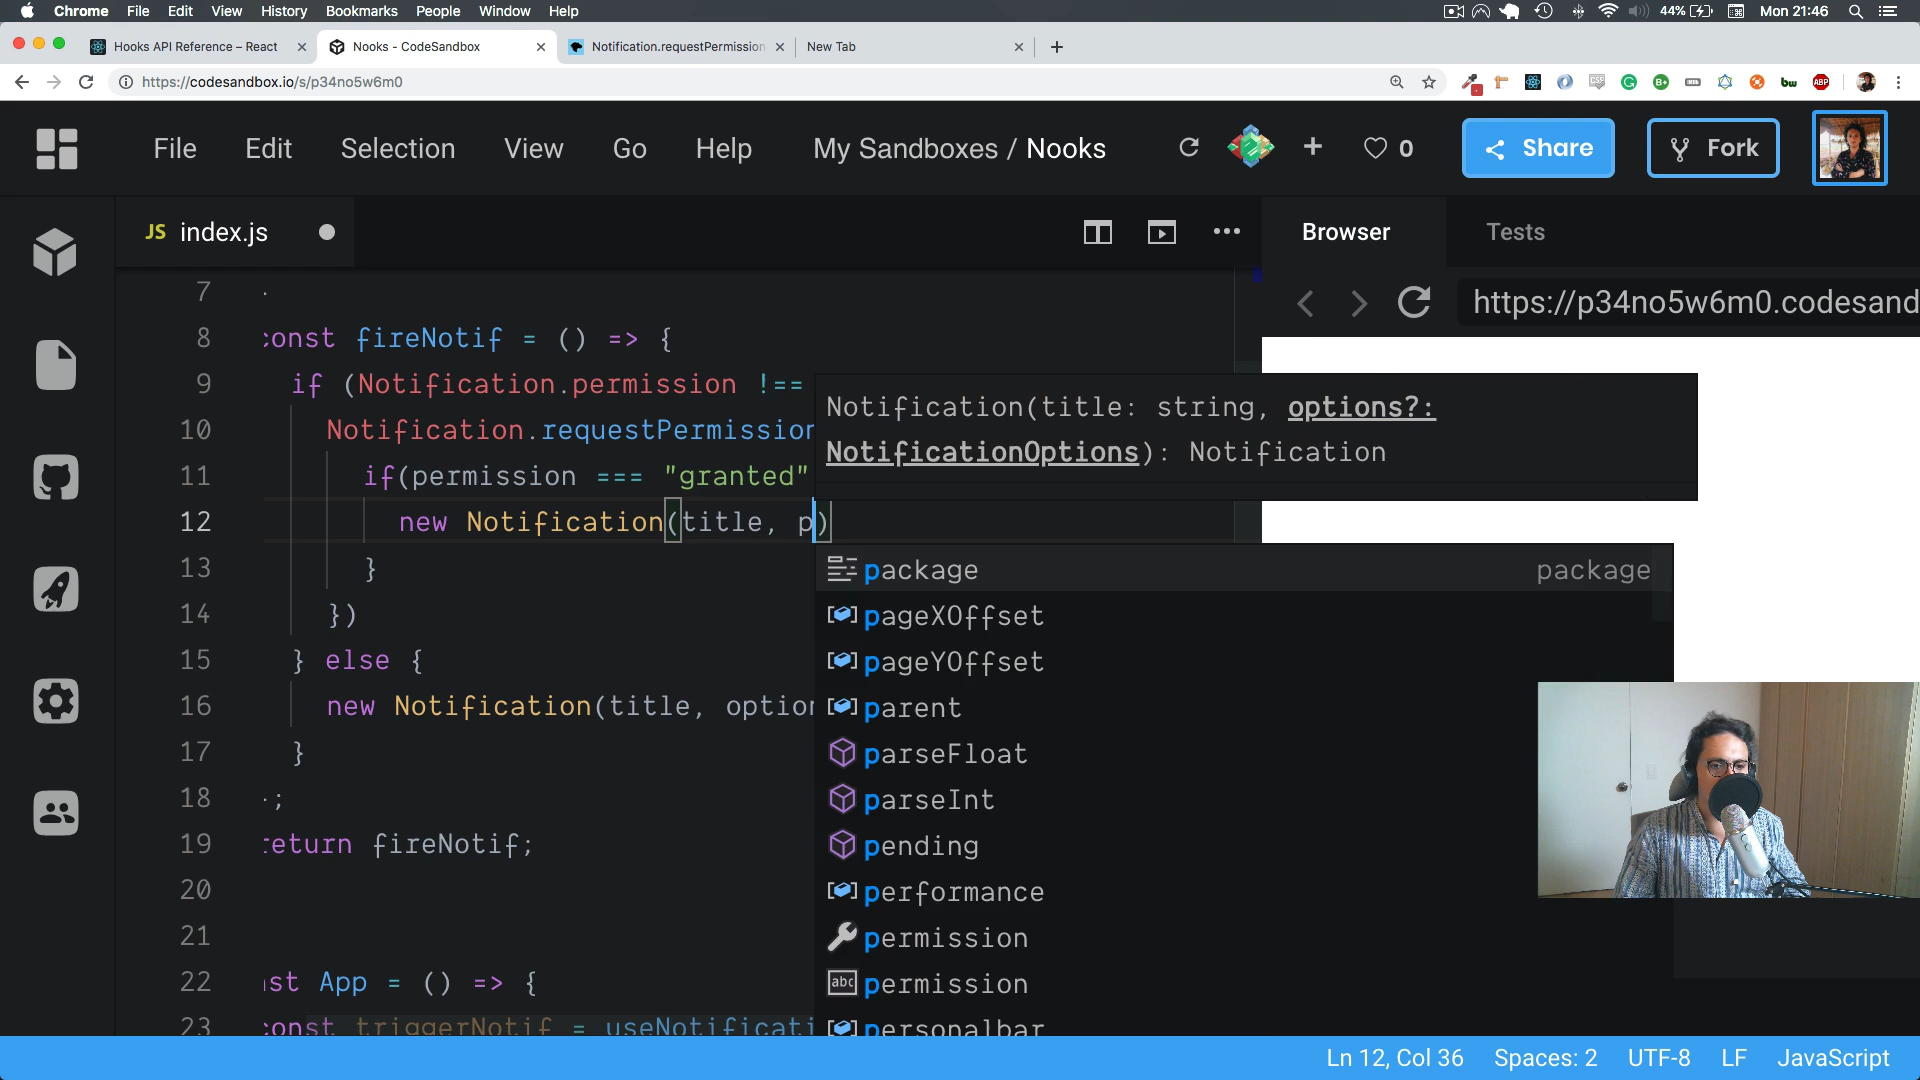 Chrome File Edit View History Bookmarks People Window Help 44% Mon 21:46
Hooks API Reference – React Nooks - CodeSandbox Notification.requestPermission New Tab
https://codesandbox.io/s/p34no5w6m0
File Edit Selection View Go Help My Sandboxes / Nooks 0 Share Fork
JS index.js Browser Tests
https://p34no5w6m0.codesand
7
8 const fireNotif = () => {
9 if (Notification.permission !==
10 Notification.requestPermission
11 if(permission === "granted"
12 new Notification(title, p)
13 }
14 })
15 } else {
16 new Notification(title, option
17 }
18 ;
19 return fireNotif;
20
21
22 st App = () => {
23 const triggerNotif = useNotificati
Notification(title: string, options?:
NotificationOptions): Notification
package package
pageXOffset
pageYOffset
parent
parseFloat
parseInt
pending
performance
permission
abc permission
personalbar
Ln 12, Col 36 Spaces: 2 UTF-8 LF JavaScript